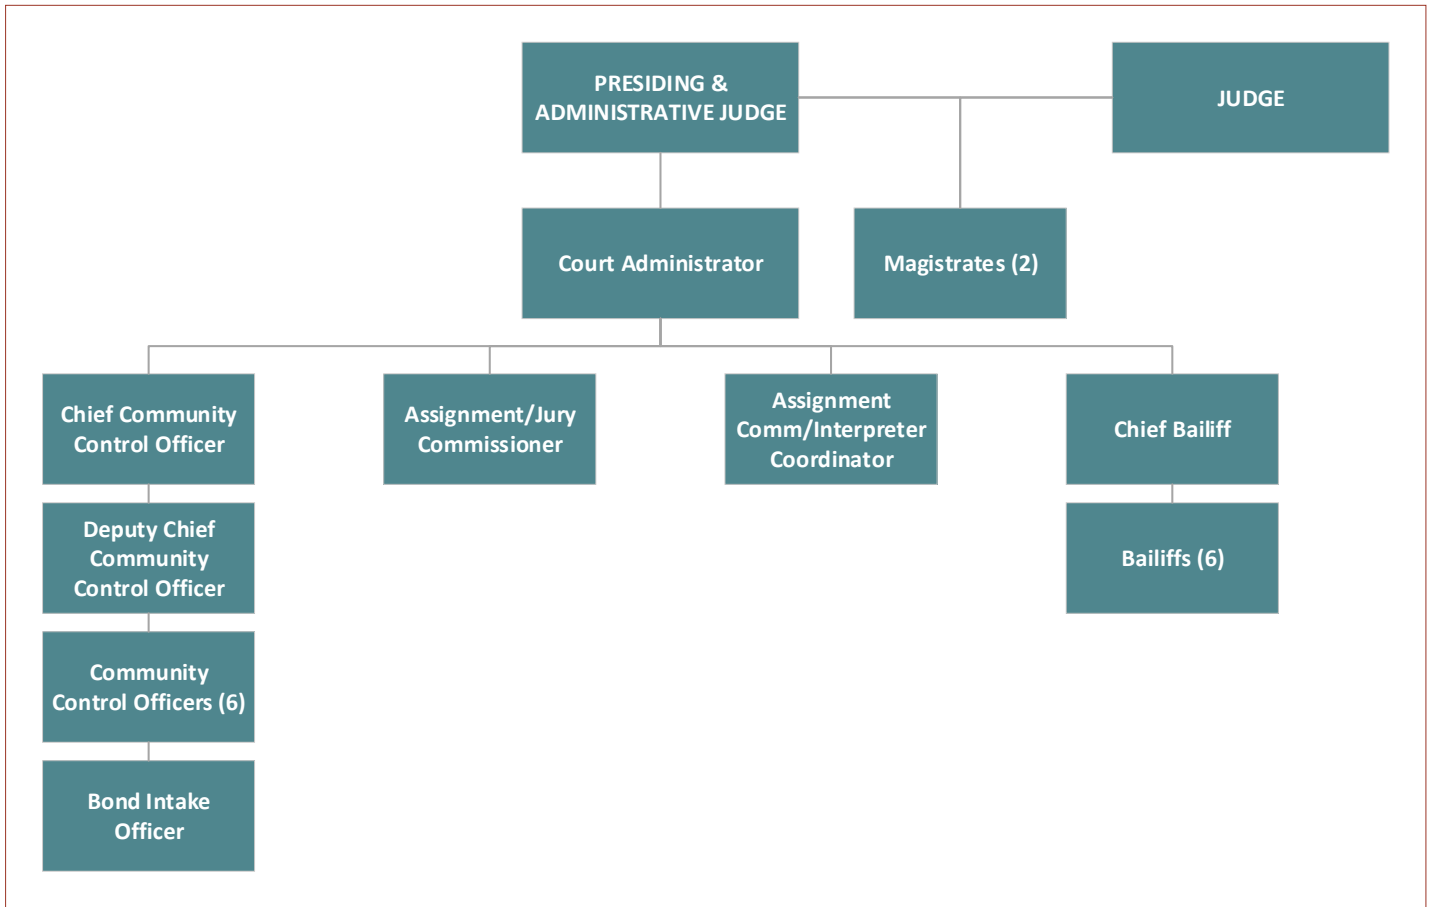 PRESIDING &
ADMINISTRATIVE JUDGE
JUDGE
Court Administrator
Magistrates (2)
Chief Community
Control Officer
Assignment/Jury
Commissioner
Assignment
Comm/Interpreter
Coordinator
Chief Bailiff
Deputy Chief
Community
Control Officer
Bailiffs (6)
Community
Control Officers (6)
Bond Intake
Officer